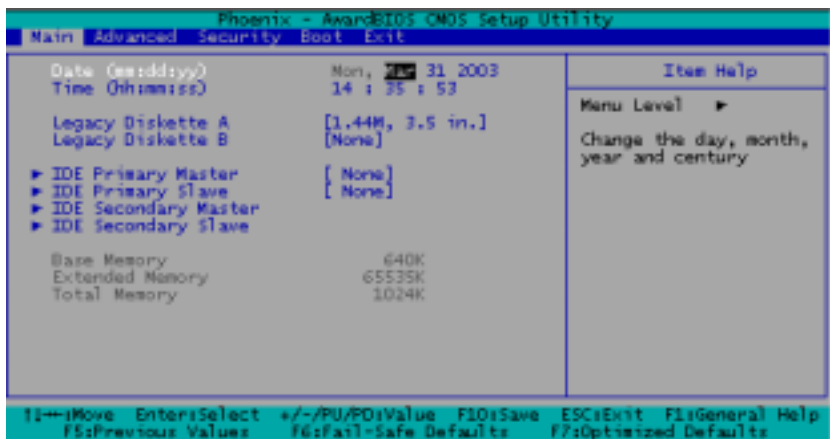 Phoenix - AwardBIOS CMOS Setup Utility
Main Advanced Security Boot Exit
Date (mm:dd:yy) Mon, Mar 31 2003
Time (hh:mm:ss) 14 : 35 : 53
Legacy Diskette A [1.44M, 3.5 in.]
Legacy Diskette B [None]
► IDE Primary Master [ None]
► IDE Primary Slave [ None]
► IDE Secondary Master
► IDE Secondary Slave
Base Memory 640K
Extended Memory 65535K
Total Memory 1024K
Item Help
Menu Level ►
Change the day, month,
year and century
↑↓→←:Move Enter:Select +/-/PU/PD:Value F10:Save ESC:Exit F1:General Help
F5:Previous Values F6:Fail-Safe Defaults F7:Optimized Defaults